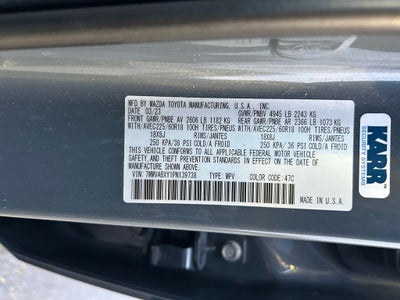 MFD BY MAZDA TOYOTA MANUFACTURING, U.S.A., INC.
DATE: 03/23 GVWR/PNBV 4945 LB 2243 KG
FRONT GAWR/PNBE AV 2606 LB 1182 KG REAR GAWR/PNBE AR 2366 LB 1073 KG
WITH/AVEC225/60R18 100H TIRES/PNEUS WITH/AVEC225/60R18 100H TIRES/PNEUS
18X8J RIMS/JANTES 18X8J RIMS/JANTES
250 KPA/36 PSI COLD/A FROID 250 KPA/36 PSI COLD/A FROID
THIS VEHICLE CONFORMS TO ALL APPLICABLE FEDERAL MOTOR VEHICLE
SAFETY AND THEFT PREVENTION STANDARDS IN EFFECT ON THE DATE OF
MANUFACTURE SHOWN ABOVE.
VIN: 7MMVABXY1PN139738 TYPE: MPV COLOR CODE: 47C
MADE IN U.S.A.
KARR
SECURITY SYSTEMS